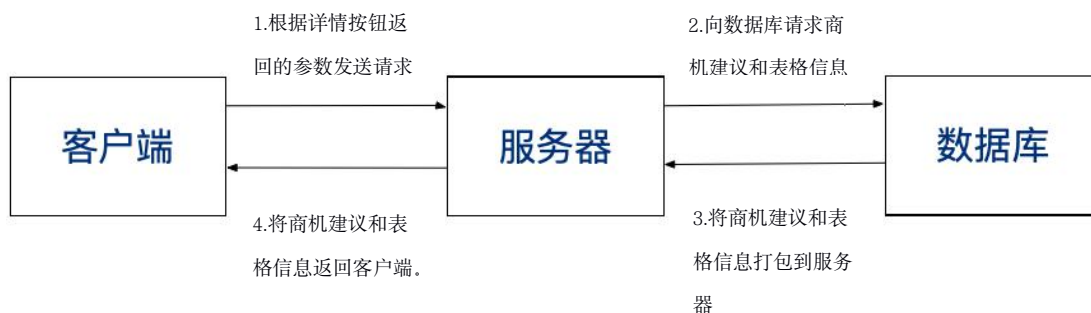 1.根据详情按钮返
回的参数发送请求
2.向数据库请求商
机建议和表格信息
客户端
服务器
数据库
4.将商机建议和表
格信息返回客户端。
3.将商机建议和表
格信息打包到服务
器